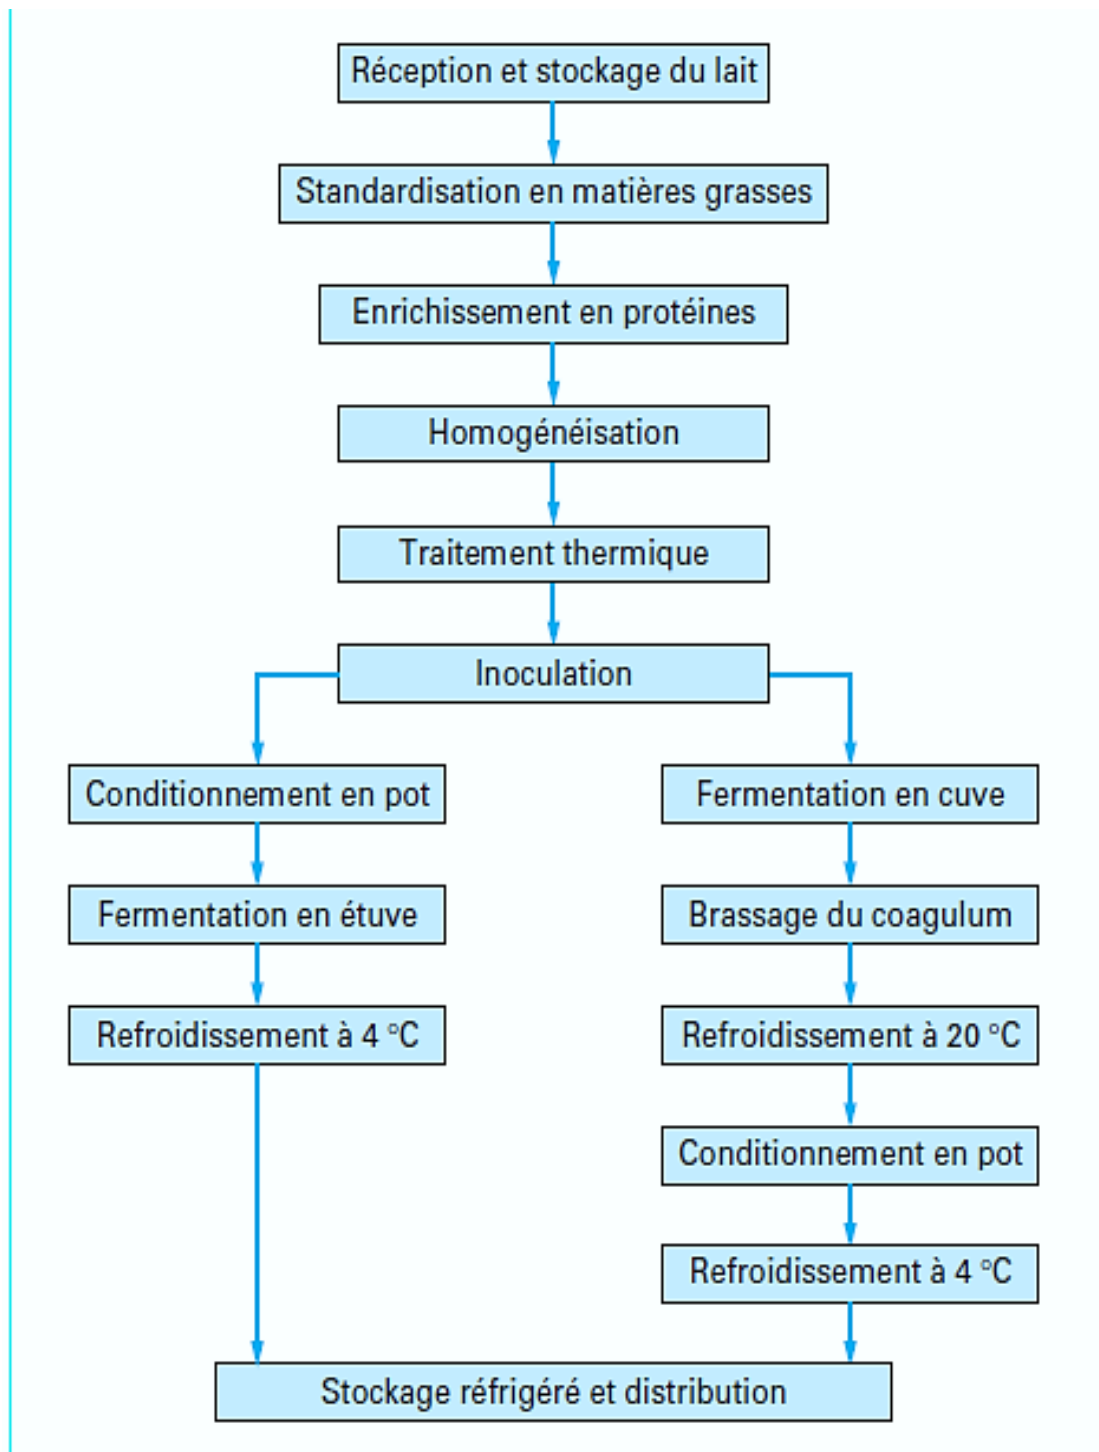 Réception et stockage du lait
Standardisation en matières grasses
Enrichissement en protéines
Homogénéisation
Traitement thermique
Inoculation
Conditionnement en pot
Fermentation en étuve
Refroidissement à 4 °C
Fermentation en cuve
Brassage du coagulum
Refroidissement à 20 °C
Conditionnement en pot
Refroidissement à 4 °C
Stockage réfrigéré et distribution